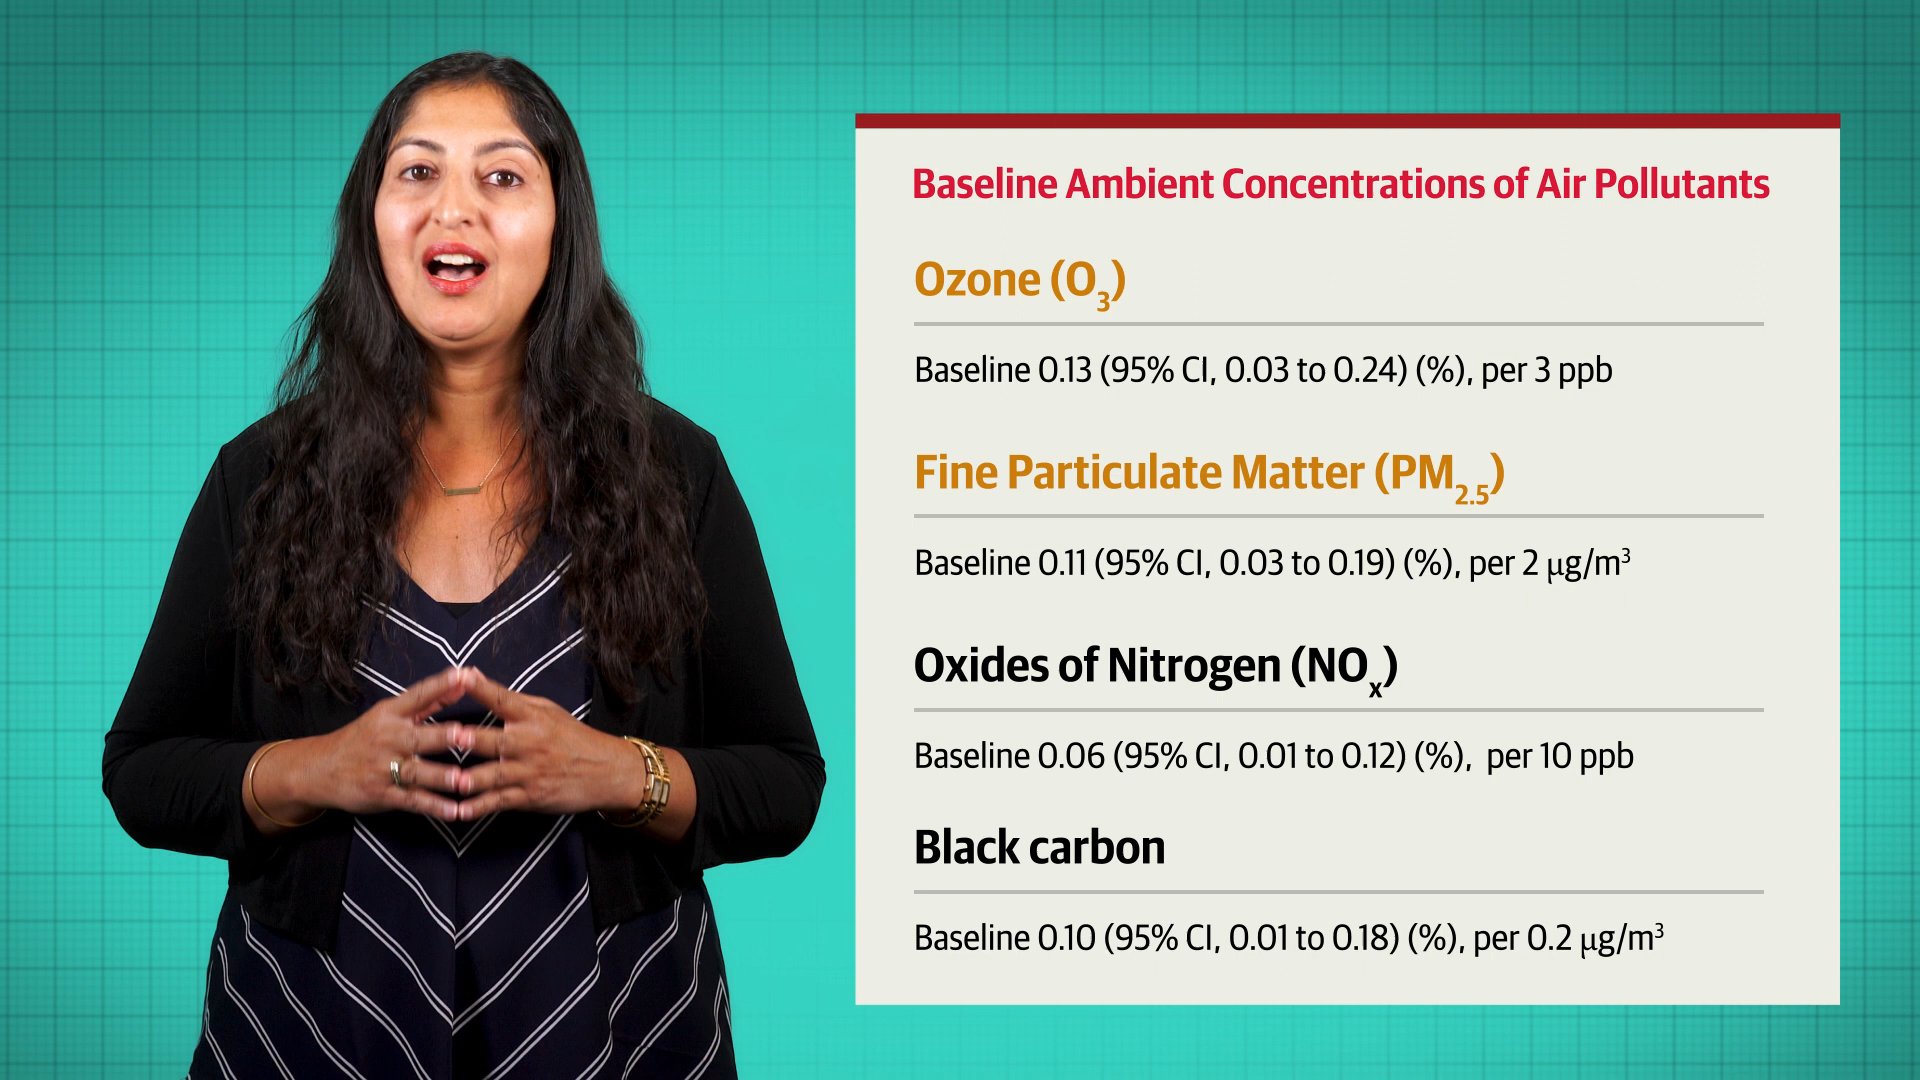 Baseline Ambient Concentrations of Air Pollutants
Ozone (O₃)
Baseline 0.13 (95% CI, 0.03 to 0.24) (%), per 3 ppb
Fine Particulate Matter (PM₂.₅)
Baseline 0.11 (95% CI, 0.03 to 0.19) (%), per 2 µg/m³
Oxides of Nitrogen (NOₓ)
Baseline 0.06 (95% CI, 0.01 to 0.12) (%), per 10 ppb
Black carbon
Baseline 0.10 (95% CI, 0.01 to 0.18) (%), per 0.2 µg/m³